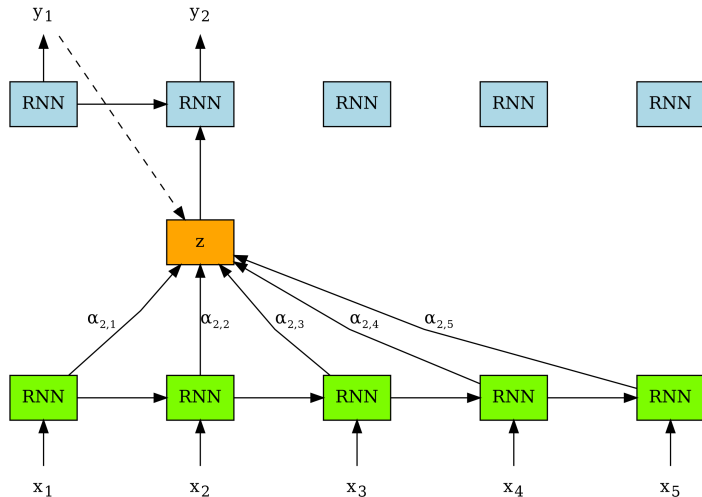 y1 y2
RNN RNN RNN RNN RNN
z
α2,1 α2,2 α2,3 α2,4 α2,5
RNN RNN RNN RNN RNN
x1 x2 x3 x4 x5